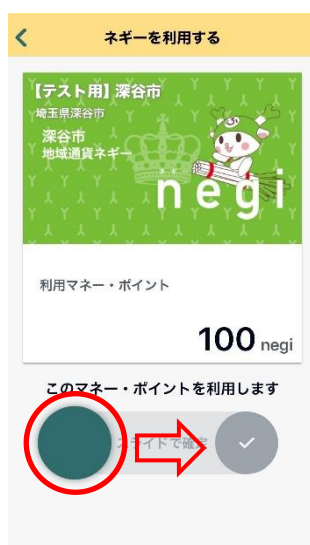 ネギーを利用する
【テスト用】深谷市
埼玉県深谷市
深谷市
地域通貨ネギー
ネギー
negi
利用マネー・ポイント
100 negi
このマネー・ポイントを利用します
スライドで確定